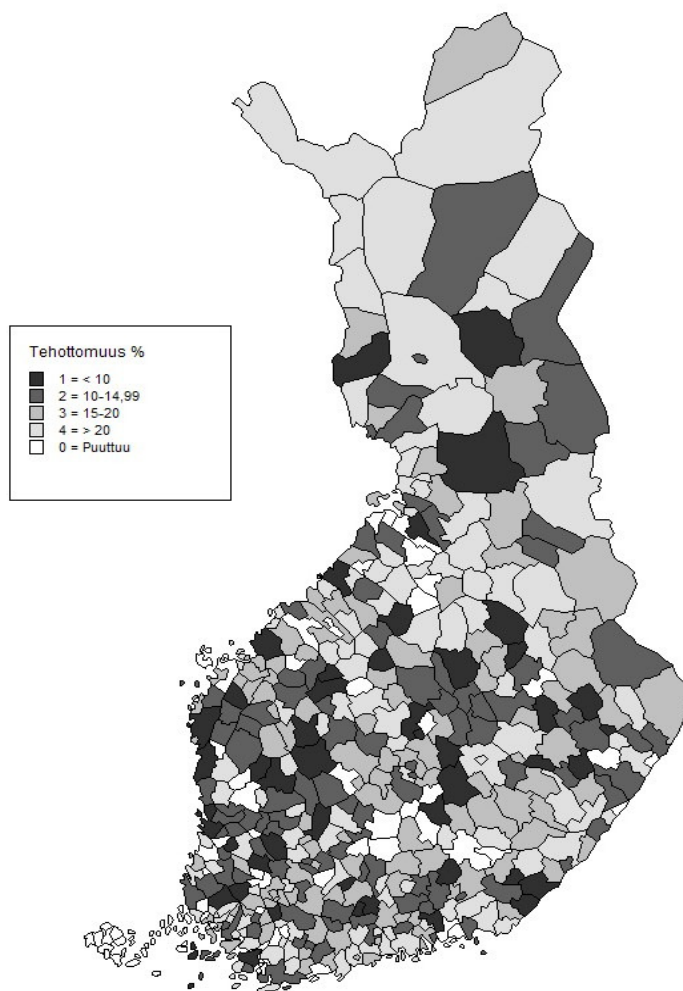 Tehottomuus %
1 = < 10
2 = 10-14,99
3 = 15-20
4 = > 20
0 = Puuttuu